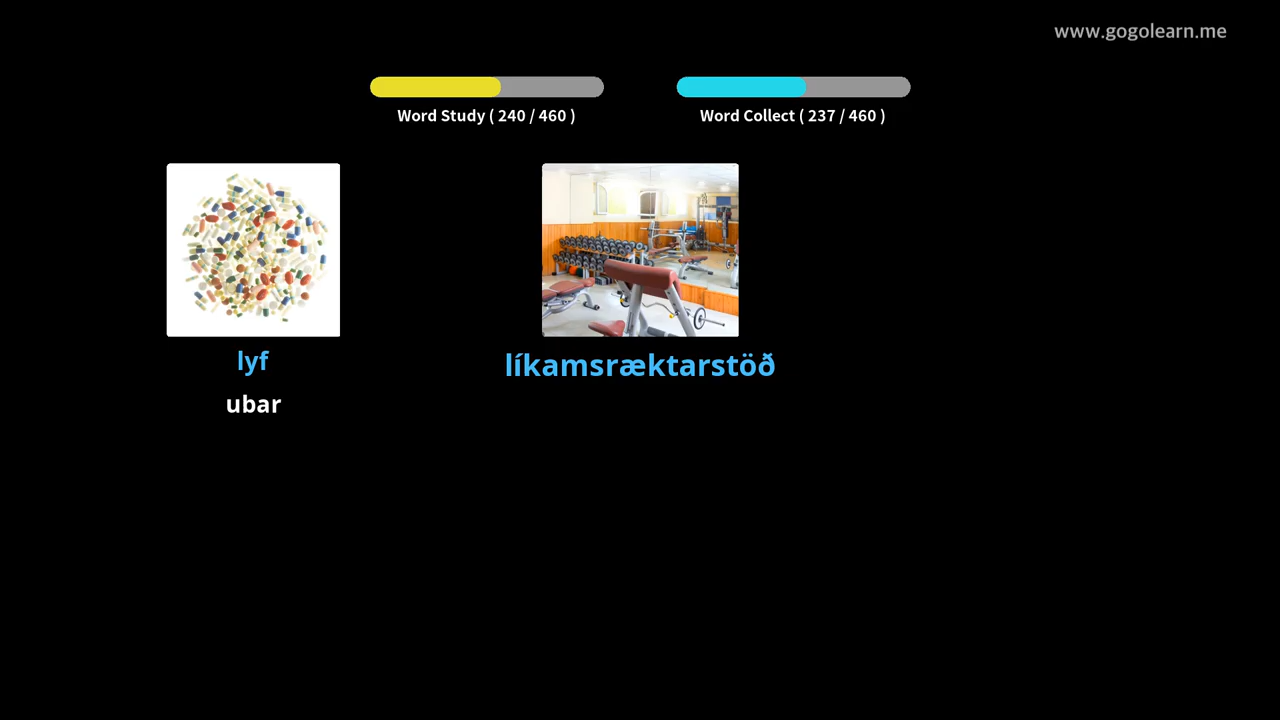 www.gogolearn.me
Word Study ( 240 / 460 )
Word Collect ( 237 / 460 )
lyf
ubar
líkamsræktarstöð